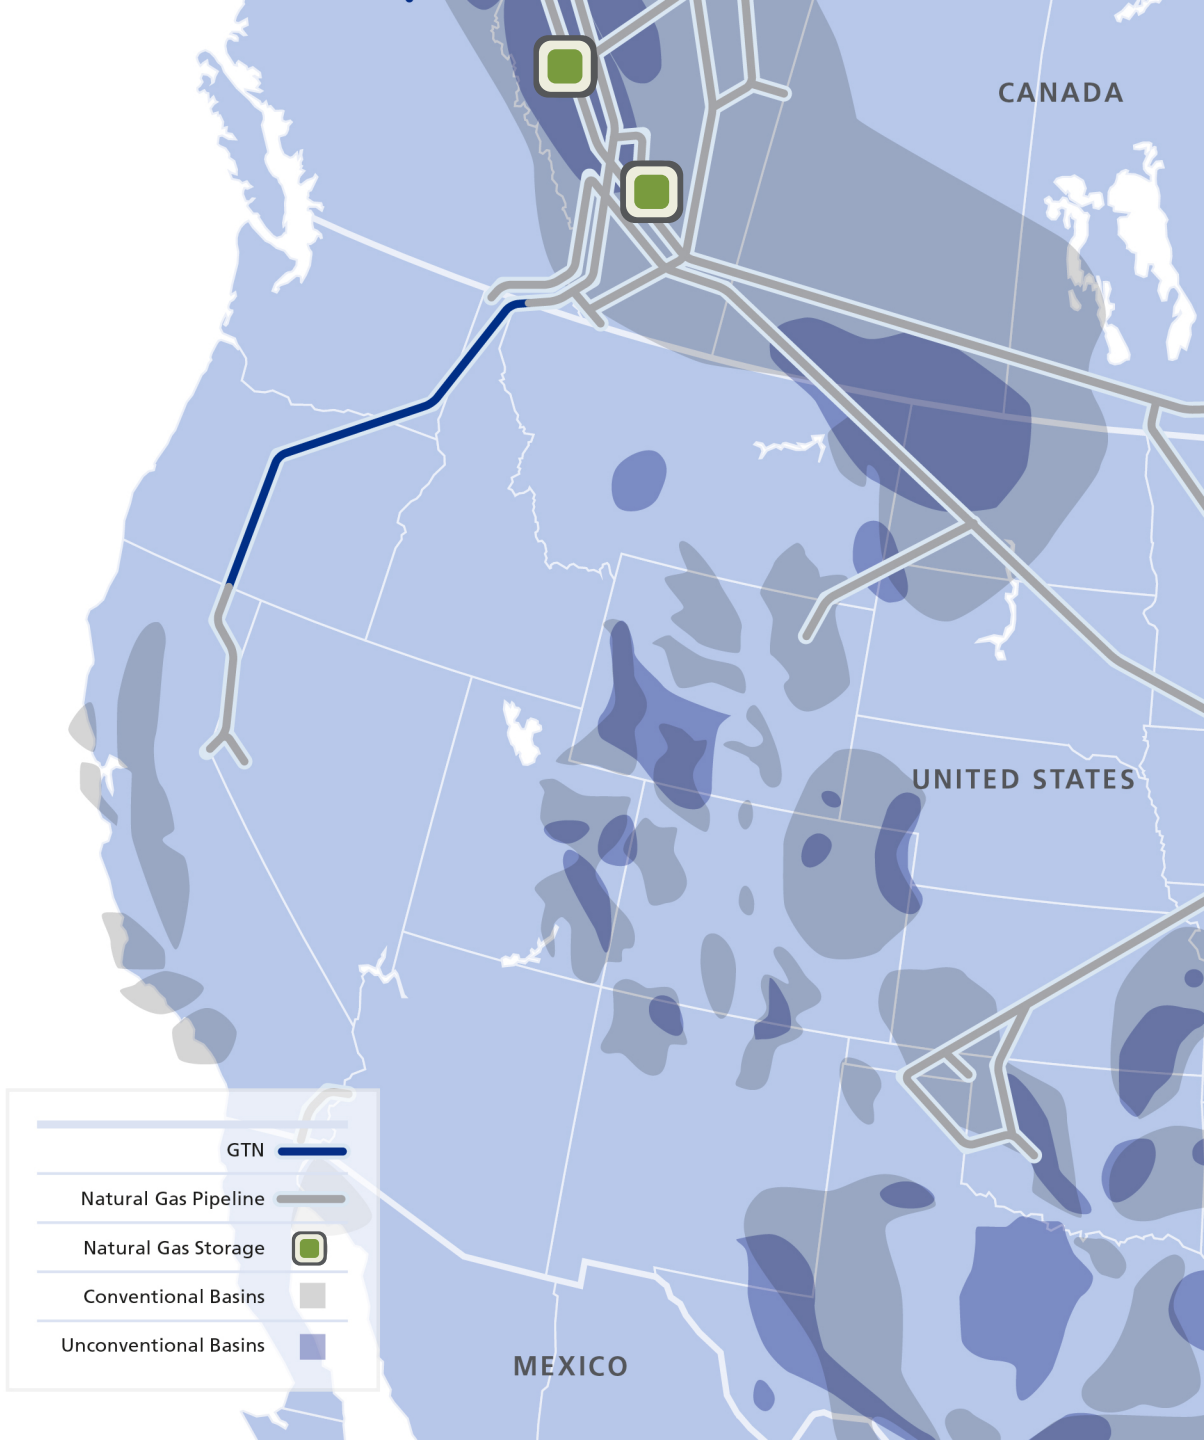 CANADA
UNITED STATES
GTN
Natural Gas Pipeline
Natural Gas Storage
Conventional Basins
Unconventional Basins
MEXICO